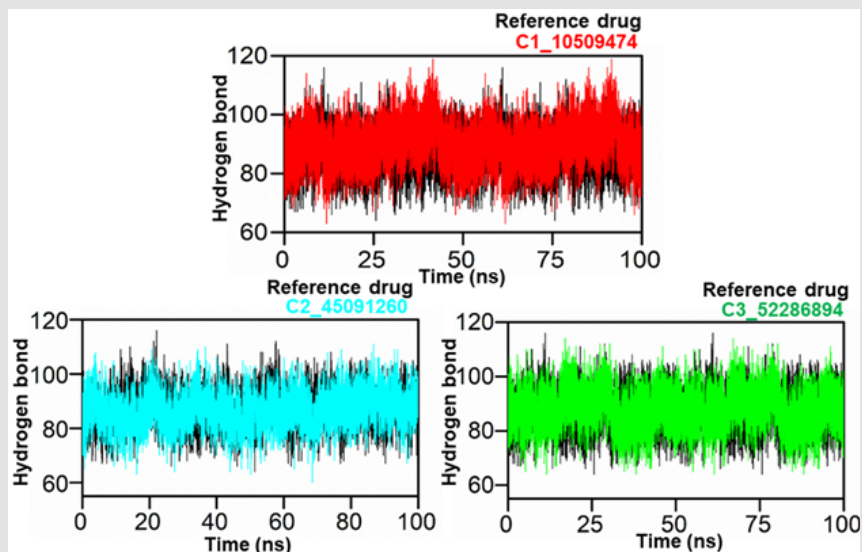 Reference drug
C1_10509474
Hydrogen bond
120
100
80
60
0 25 50 75 100
Time (ns)
Reference drug
C2_45091260
Hydrogen bond
120
100
80
60
0 20 40 60 80 100
Time (ns)
Reference drug
C3_52286894
Hydrogen bond
120
100
80
60
0 25 50 75 100
Time (ns)